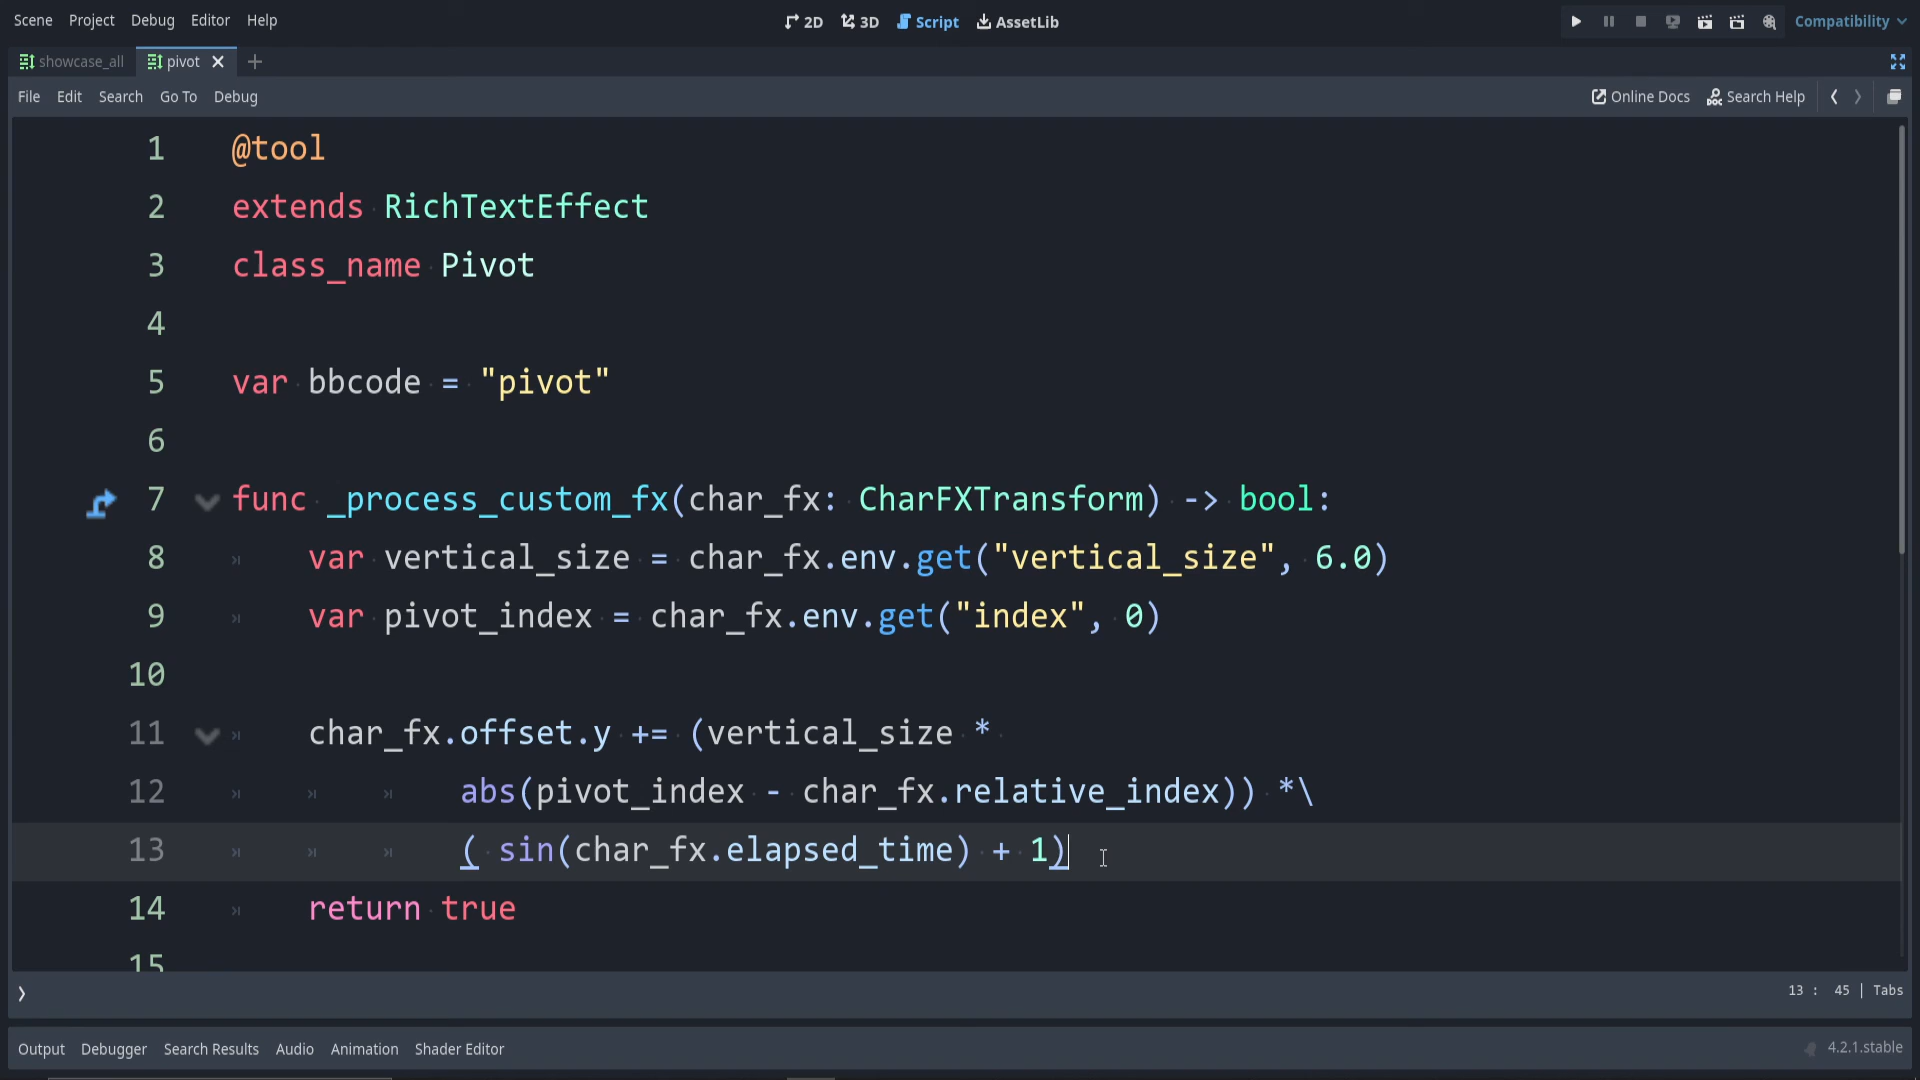 Scene Project Debug Editor Help 2D 3D Script AssetLib Compatibility
showcase_all pivot
File Edit Search Go To Debug Online Docs Search Help
1 @tool
2 extends RichTextEffect
3 class_name Pivot
4
5 var bbcode = "pivot"
6
7 func _process_custom_fx(char_fx: CharFXTransform) -> bool:
8 var vertical_size = char_fx.env.get("vertical_size", 6.0)
9 var pivot_index = char_fx.env.get("index", 0)
10
11 char_fx.offset.y += (vertical_size *
12 abs(pivot_index - char_fx.relative_index)) *\
13 ( sin(char_fx.elapsed_time) + 1)
14 return true
15
13 : 45 | Tabs
Output Debugger Search Results Audio Animation Shader Editor 4.2.1.stable